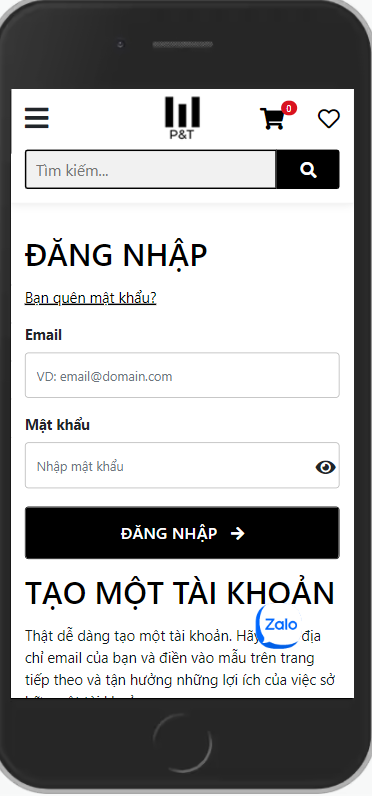 P&T
0
Tìm kiếm...
ĐĂNG NHẬP
Bạn quên mật khẩu?
Email
VD: email@domain.com
Mật khẩu
Nhập mật khẩu
ĐĂNG NHẬP
TẠO MỘT TÀI KHOẢN
Thật dễ dàng tạo một tài khoản. Hãy địa
Zalo
chỉ email của bạn và điền vào mẫu trên trang
tiếp theo và tận hưởng những lợi ích của việc sở